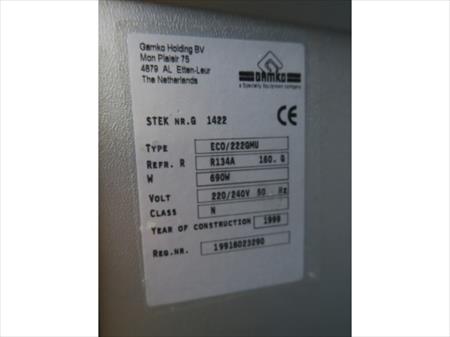 Gamko Holding BV
Mon Plaisir 75
4879 AL Etten-Leur
The Netherlands
GAMKO
a Specialty Equipment company
STEK NR.G 1422
CE
TYPE ECO/222GMU
REFR. R R134A 160. G
W 690W
VOLT 220/240V 50 Hz
CLASS N
YEAR OF CONSTRUCTION 1999
REG.NR. 19918023290